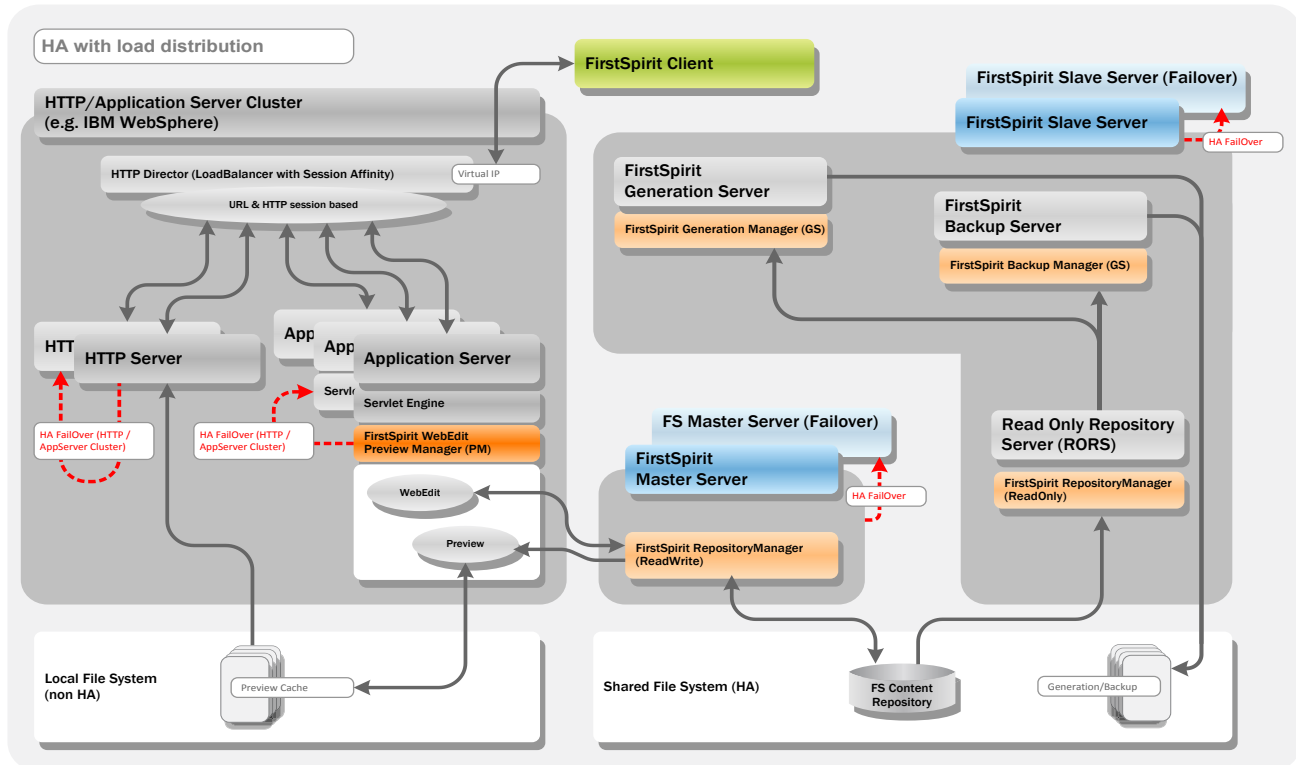 HA with load distribution
FirstSpirit Client
FirstSpirit Slave Server (Failover)
FirstSpirit Slave Server
HA FailOver
HTTP/Application Server Cluster
(e.g. IBM WebSphere)
HTTP Director (LoadBalancer with Session Affinity)
Virtual IP
URL & HTTP session based
FirstSpirit
Generation Server
FirstSpirit Generation Manager (GS)
FirstSpirit
Backup Server
FirstSpirit Backup Manager (GS)
HTT
HTTP Server
App
App
Application Server
Servle
Servlet Engine
HA FailOver (HTTP /
AppServer Cluster)
HA FailOver (HTTP /
AppServer Cluster)
FirstSpirit WebEdit
Preview Manager (PM)
WebEdit
Preview
FS Master Server (Failover)
FirstSpirit
Master Server
HA FailOver
FirstSpirit RepositoryManager
(ReadWrite)
Read Only Repository
Server (RORS)
FirstSpirit RepositoryManager
(ReadOnly)
Local File System
(non HA)
Preview Cache
Shared File System (HA)
FS Content
Repository
Generation/Backup